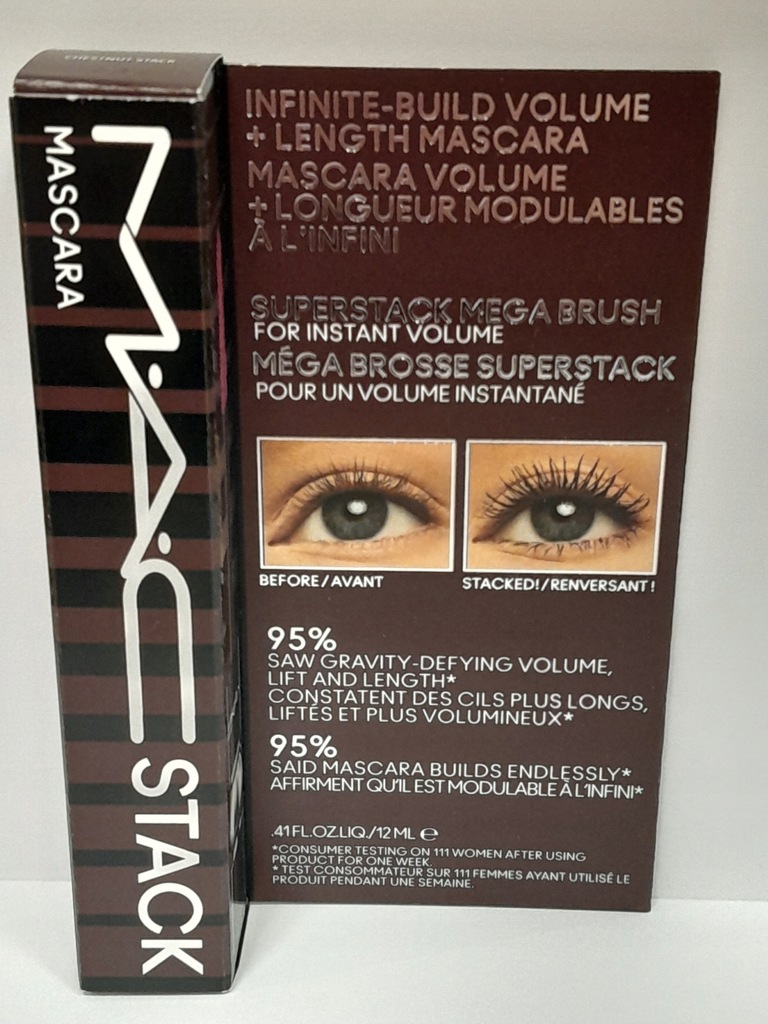 CHESTNUT STACK
MASCARA
MAC
STACK
INFINITE-BUILD VOLUME
+ LENGTH MASCARA
MASCARA VOLUME
+ LONGUEUR MODULABLES
À L'INFINI
SUPERSTACK MEGA BRUSH
FOR INSTANT VOLUME
MÉGA BROSSE SUPERSTACK
POUR UN VOLUME INSTANTANÉ
BEFORE / AVANT
STACKED! / RENVERSANT !
95%
SAW GRAVITY-DEFYING VOLUME,
LIFT AND LENGTH*
CONSTATENT DES CILS PLUS LONGS,
LIFTÉS ET PLUS VOLUMINEUX*
95%
SAID MASCARA BUILDS ENDLESSLY*
AFFIRMENT QU'IL EST MODULABLE À L'INFINI*
.41 FL.OZ.LIQ./12 ML ℮
*CONSUMER TESTING ON 111 WOMEN AFTER USING
PRODUCT FOR ONE WEEK.
* TEST CONSOMMATEUR SUR 111 FEMMES AYANT UTILISÉ LE
PRODUIT PENDANT UNE SEMAINE.